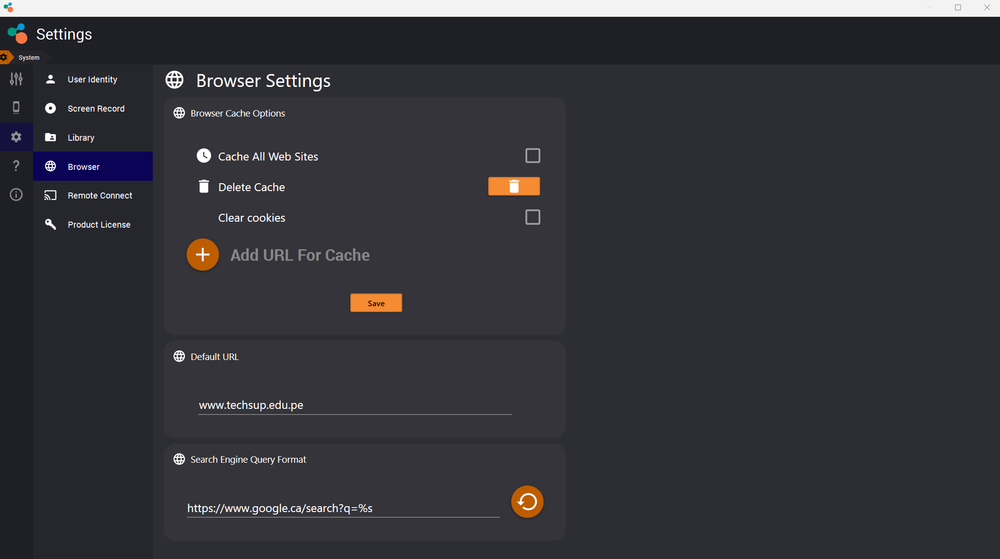 Settings
System
User Identity
Screen Record
Library
Browser
Remote Connect
Product License
Browser Settings
Browser Cache Options
Cache All Web Sites
Delete Cache
Clear cookies
Add URL For Cache
Save
Default URL
www.techsup.edu.pe
Search Engine Query Format
https://www.google.ca/search?q=%s